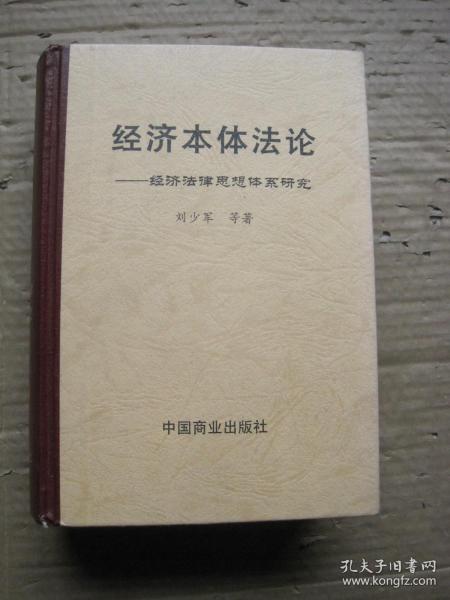 经济本体法论
——经济法律思想体系研究
刘少军 等著
中国商业出版社
孔夫子旧书网
www.kongfz.com